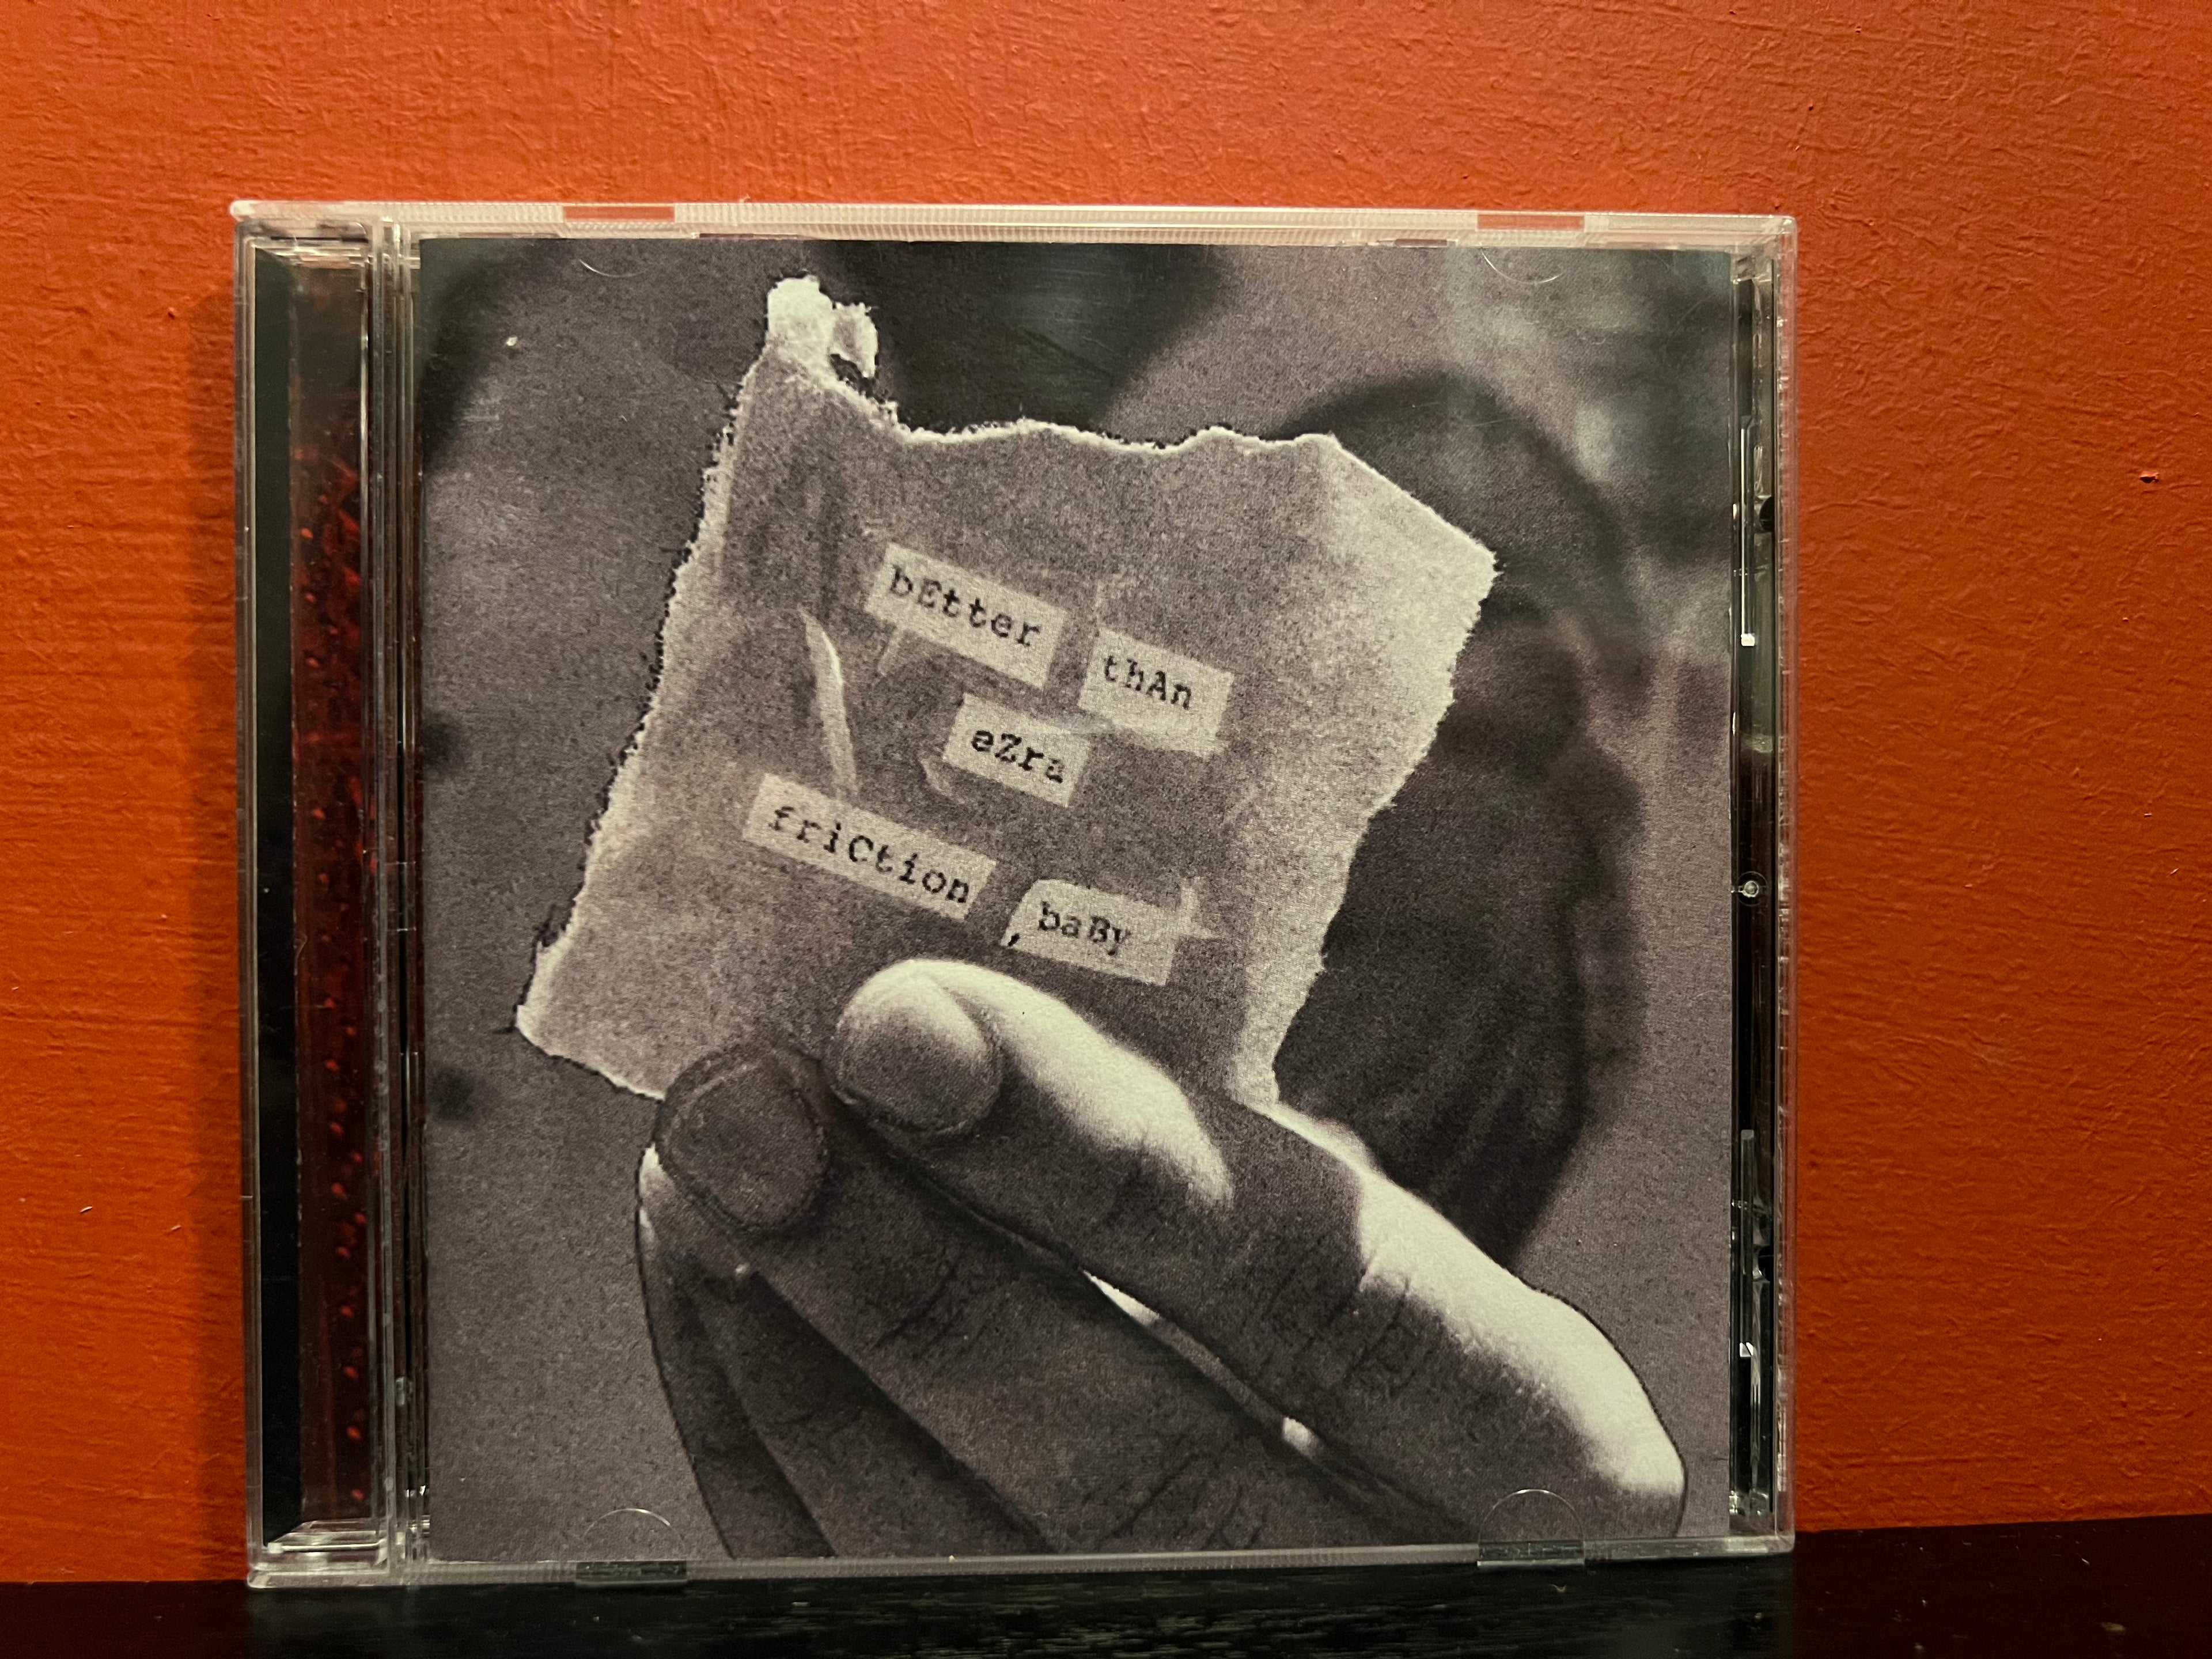 bEtter thAn
eZra
friCtion , baBy